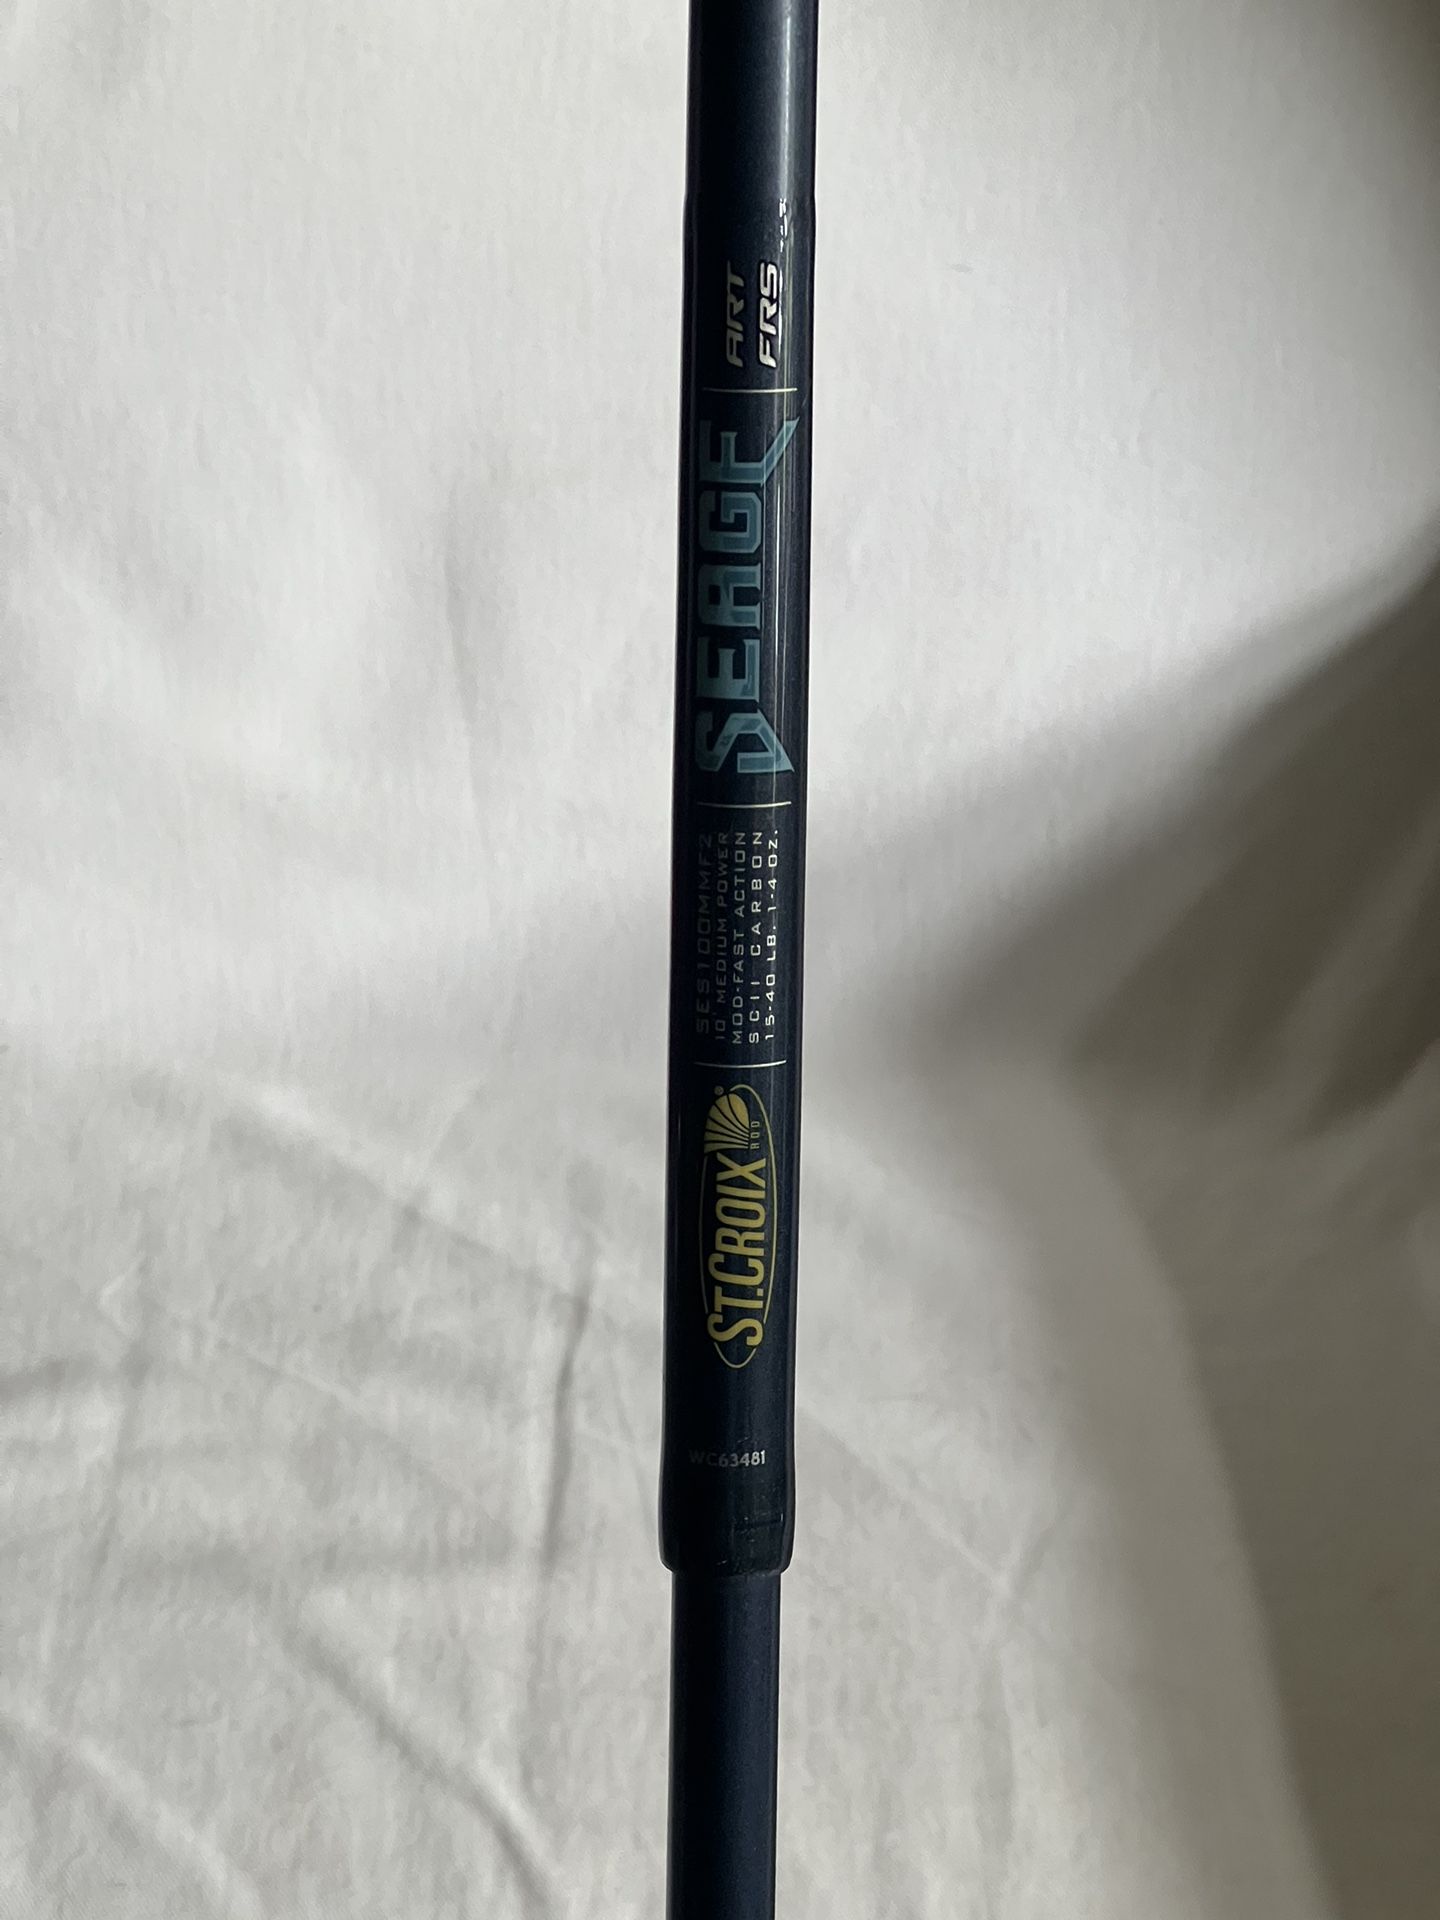 ST.CROIX®
ROD
SES100MMF2
10' MEDIUM POWER
MOD-FAST ACTION
SCII CARBON
15-40 LB. 1-4 Oz.
SEAGE
ART
FRS
WC63481